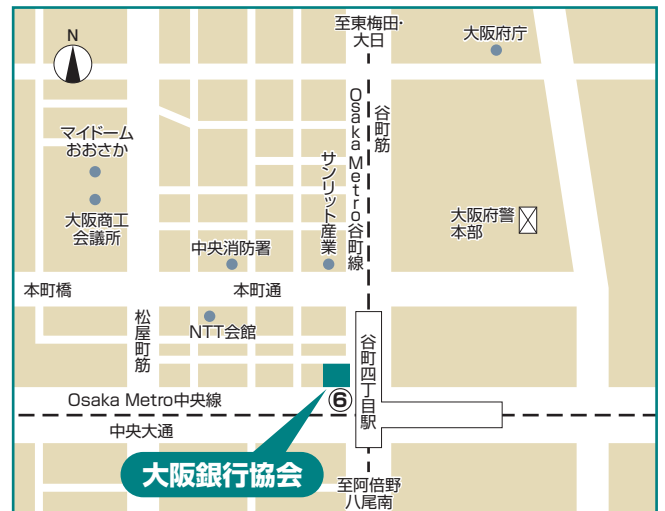 至東梅田・
大日
大阪府庁
N
Osaka Metro谷町線
谷町筋
マイドーム
おおさか
サンリット産業
大阪商工
会議所
大阪府警
本部
中央消防署
本町橋
本町通
松屋町筋
NTT会館
谷町四丁目駅
Osaka Metro中央線
⑥
中央大通
大阪銀行協会
至阿倍野
八尾南